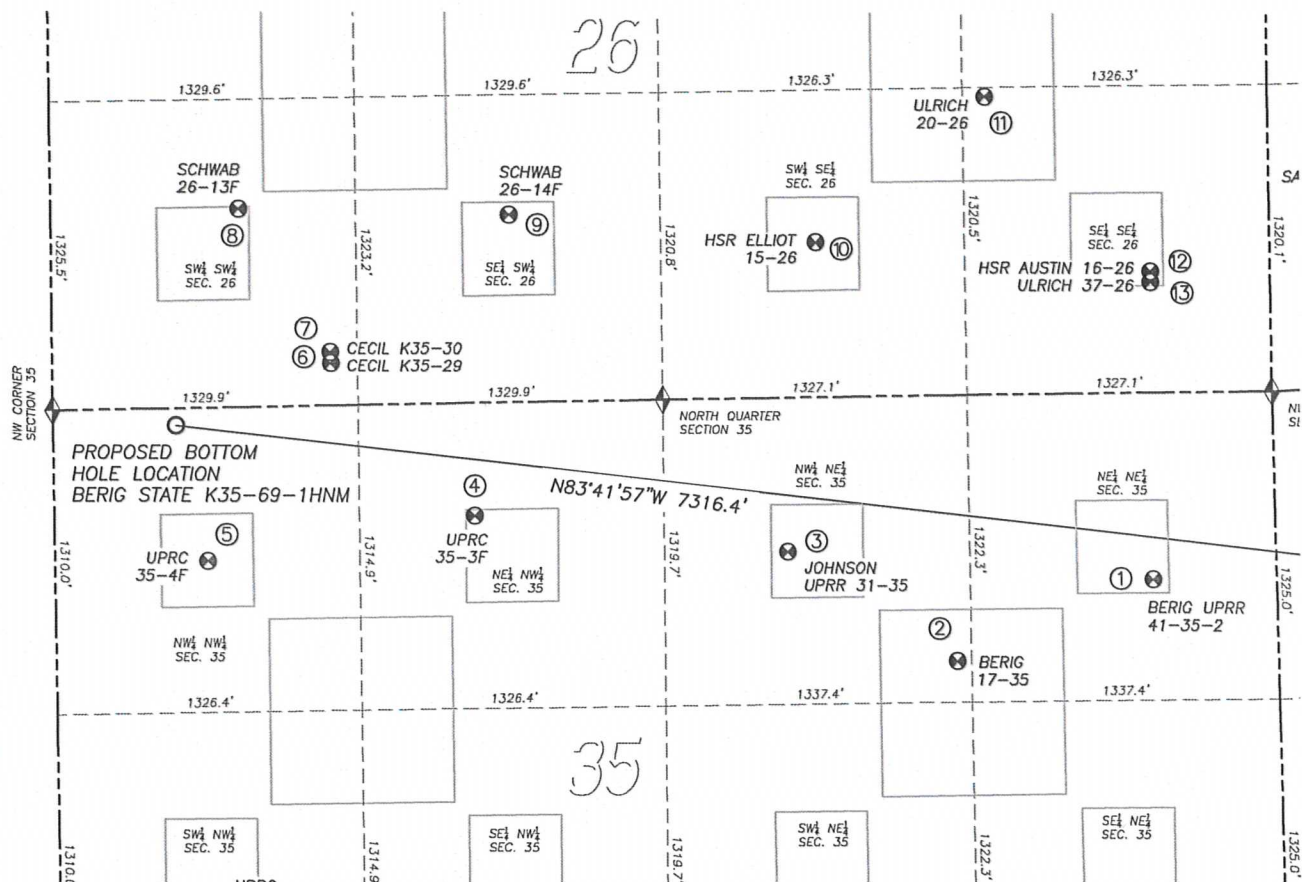 26
1329.6'
1329.6'
1326.3'
1326.3'
ULRICH
20-26
⑪
SCHWAB
26-13F
⑧
SW¼ SW¼
SEC. 26
SCHWAB
26-14F
⑨
SE¼ SW¼
SEC. 26
SW¼ SE¼
SEC. 26
HSR ELLIOT
15-26
⑩
SE¼ SE¼
SEC. 26
HSR AUSTIN 16-26
ULRICH 37-26
⑫
⑬
SA
1325.5'
1323.2'
1320.8'
1320.5'
1320.1'
⑦
⑥
CECIL K35-30
CECIL K35-29
NW CORNER
SECTION 35
1329.9'
1329.9'
1327.1'
1327.1'
NORTH QUARTER
SECTION 35
PROPOSED BOTTOM
HOLE LOCATION
BERIG STATE K35-69-1HNM
N83°41'57"W 7316.4'
④
UPRC
35-3F
NE¼ NW¼
SEC. 35
⑤
UPRC
35-4F
NW¼ NW¼
SEC. 35
NW¼ NE¼
SEC. 35
③
JOHNSON
UPRR 31-35
NE¼ NE¼
SEC. 35
①
BERIG UPRR
41-35-2
②
BERIG
17-35
1310.0'
1314.9'
1319.7'
1322.3'
1325.0'
1326.4'
1326.4'
1337.4'
1337.4'
35
SW¼ NW¼
SEC. 35
SE¼ NW¼
SEC. 35
SW¼ NE¼
SEC. 35
SE¼ NE¼
SEC. 35
1310.0
1314.9
1319.7'
1322.3'
1325.0'